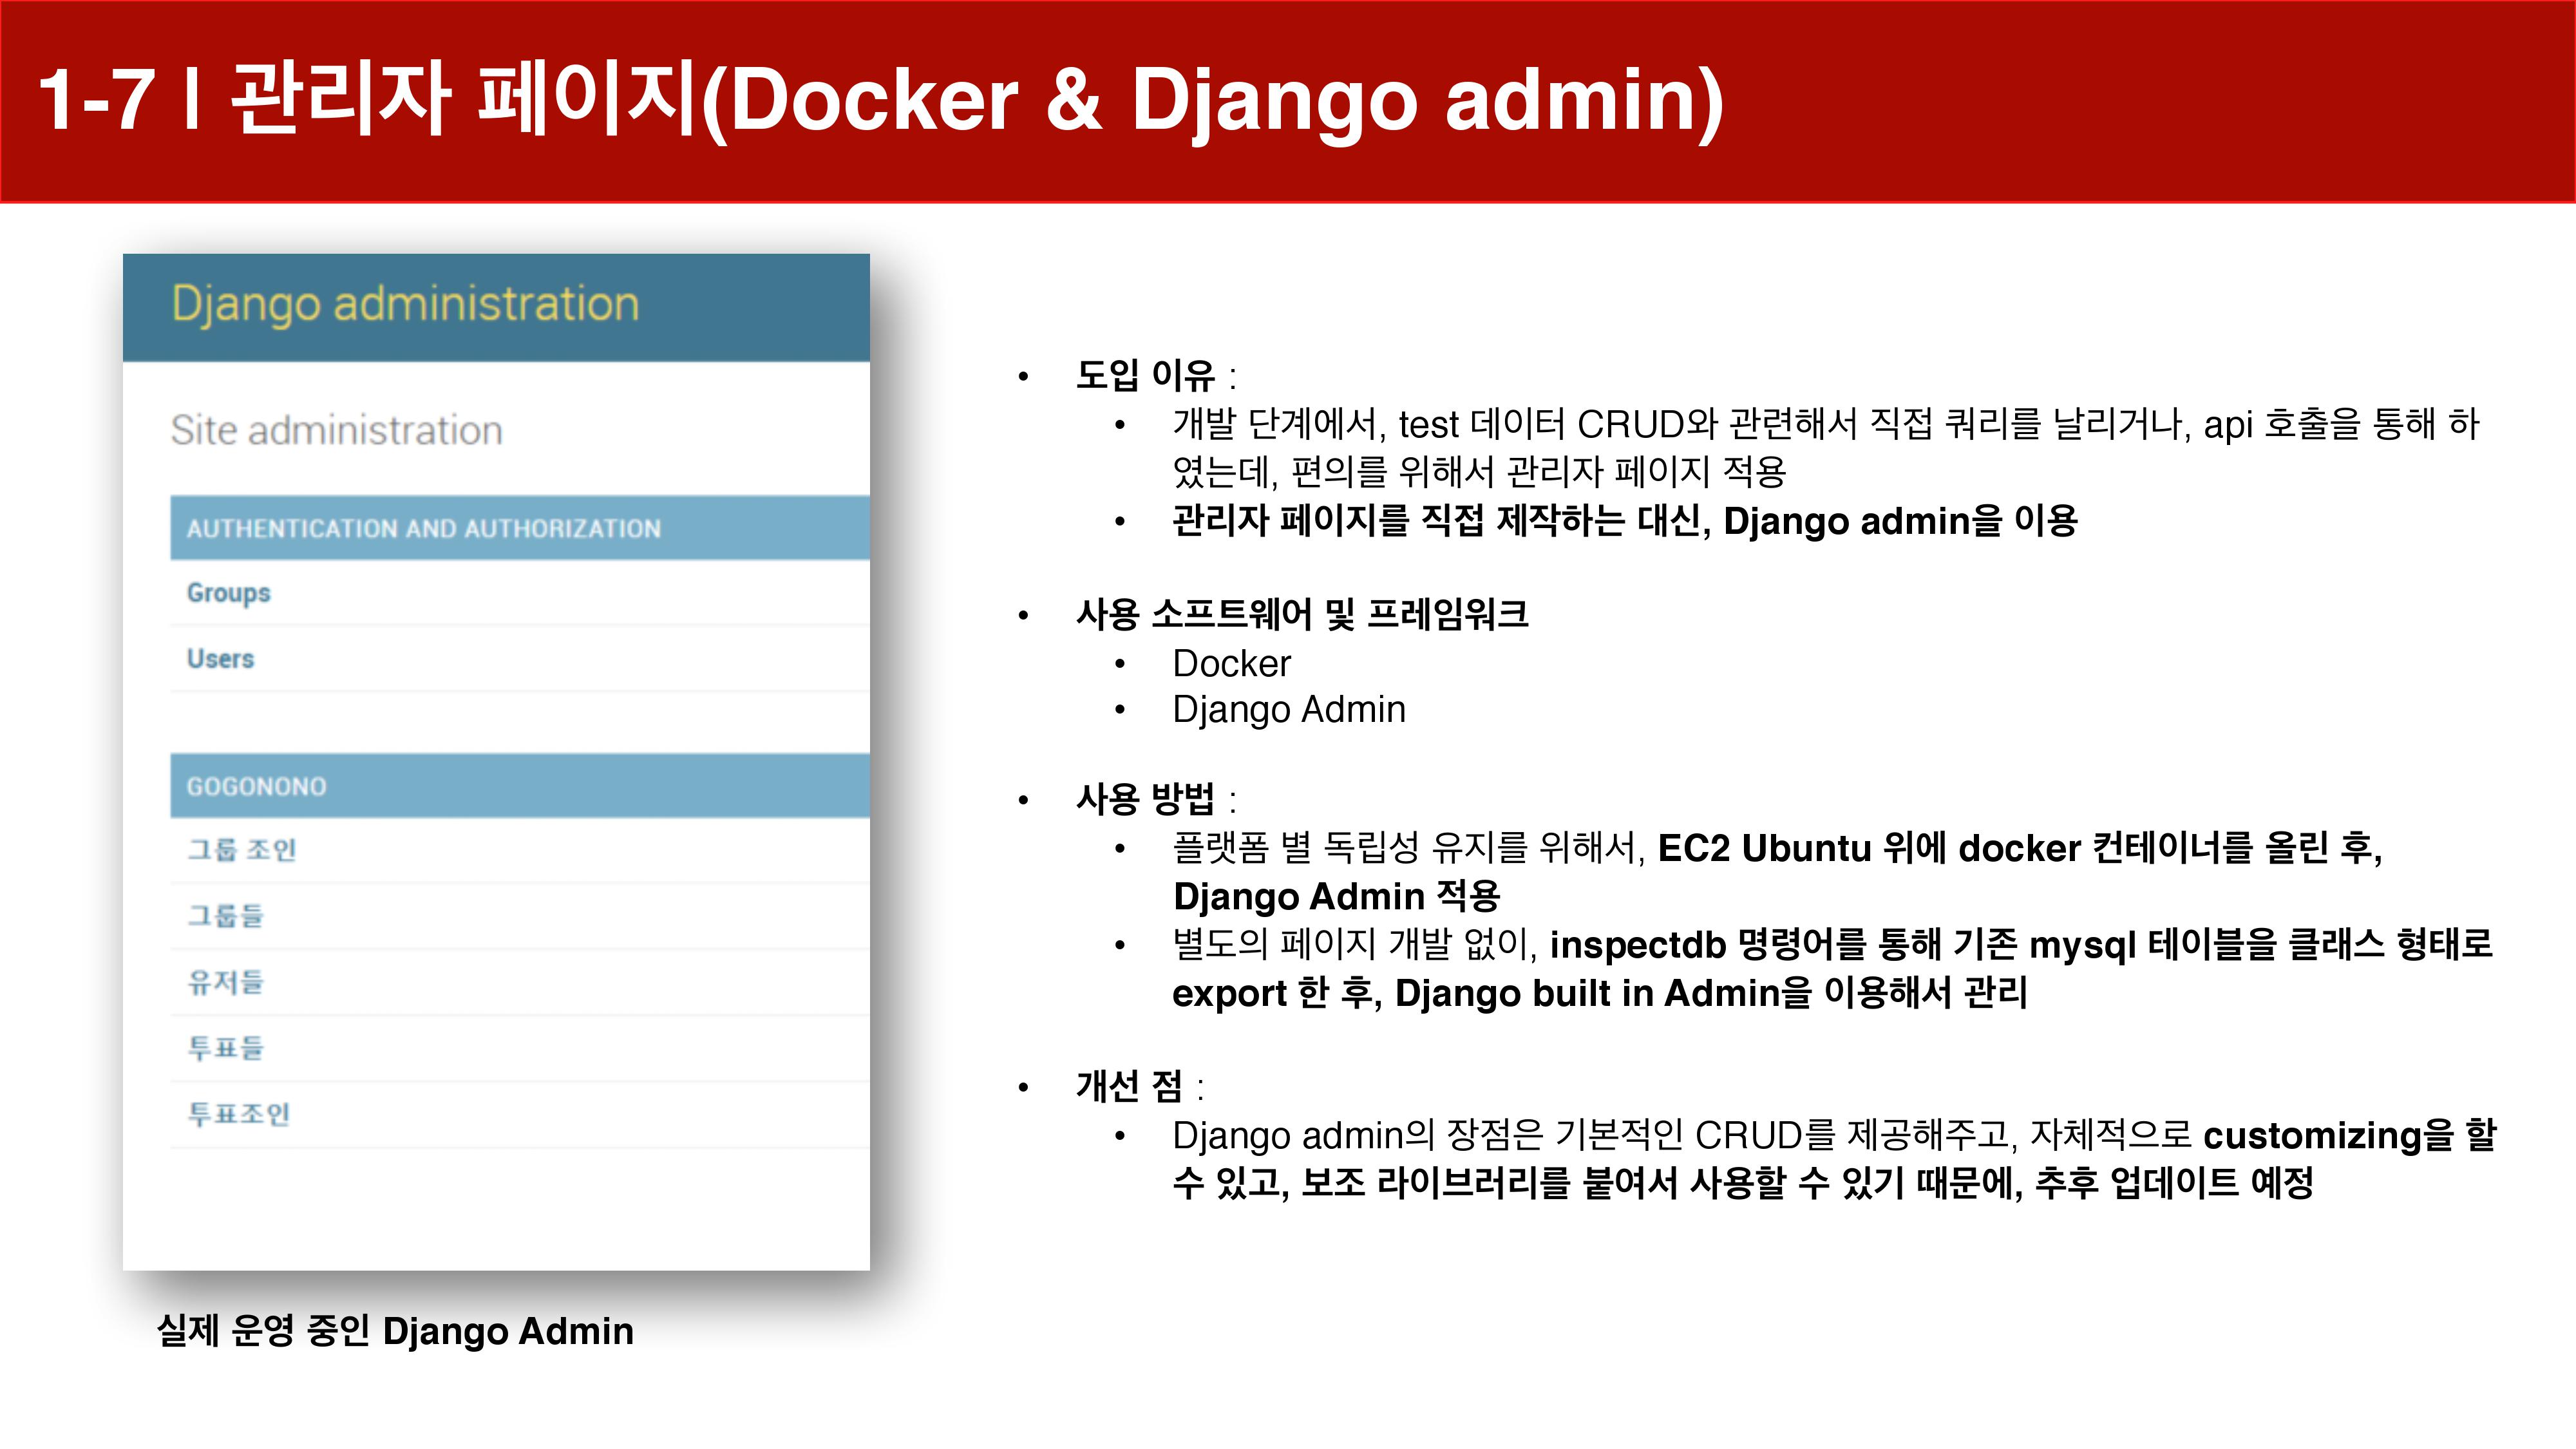 1-7 | 관리자 페이지(Docker & Django admin)
Django administration
Site administration
AUTHENTICATION AND AUTHORIZATION
Groups
Users
GOGONONO
그룹 조인
그룹들
유저들
투표들
투표조인
실제 운영 중인 Django Admin
• 도입 이유 :
• 개발 단계에서, test 데이터 CRUD와 관련해서 직접 쿼리를 날리거나, api 호출을 통해 하
였는데, 편의를 위해서 관리자 페이지 적용
• 관리자 페이지를 직접 제작하는 대신, Django admin을 이용
• 사용 소프트웨어 및 프레임워크
• Docker
• Django Admin
• 사용 방법 :
• 플랫폼 별 독립성 유지를 위해서, EC2 Ubuntu 위에 docker 컨테이너를 올린 후,
Django Admin 적용
• 별도의 페이지 개발 없이, inspectdb 명령어를 통해 기존 mysql 테이블을 클래스 형태로
export 한 후, Django built in Admin을 이용해서 관리
• 개선 점 :
• Django admin의 장점은 기본적인 CRUD를 제공해주고, 자체적으로 customizing을 할
수 있고, 보조 라이브러리를 붙여서 사용할 수 있기 때문에, 추후 업데이트 예정